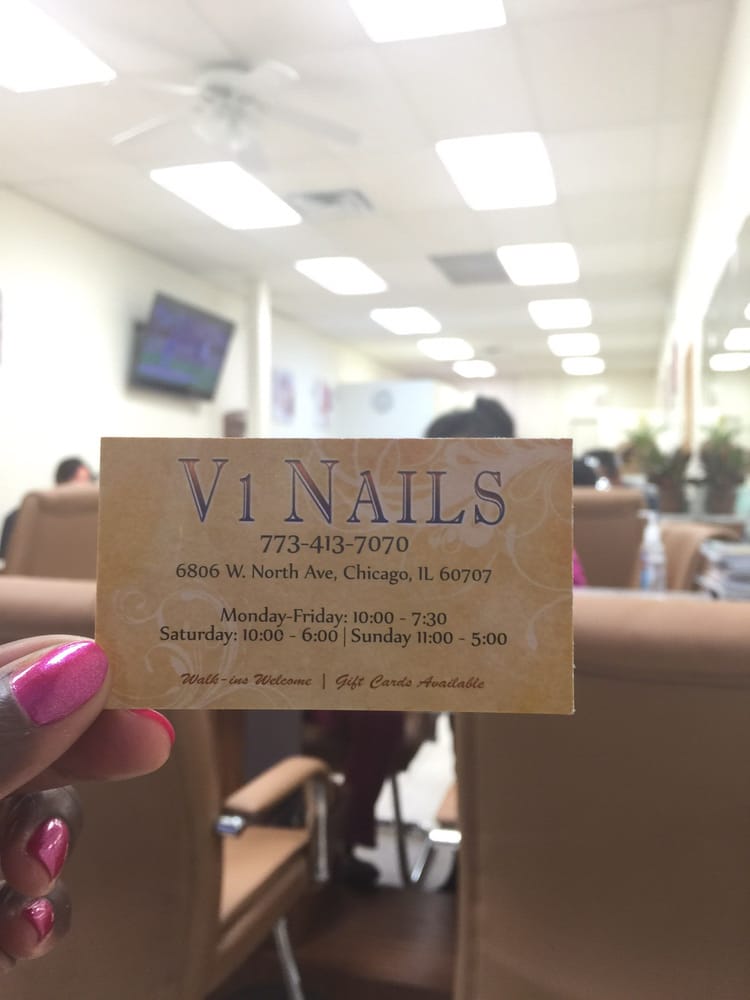 V1 NAILS
773-413-7070
6806 W. North Ave, Chicago, IL 60707
Monday-Friday: 10:00 - 7:30
Saturday: 10:00 - 6:00 | Sunday 11:00 - 5:00
Walk-ins Welcome | Gift Cards Available